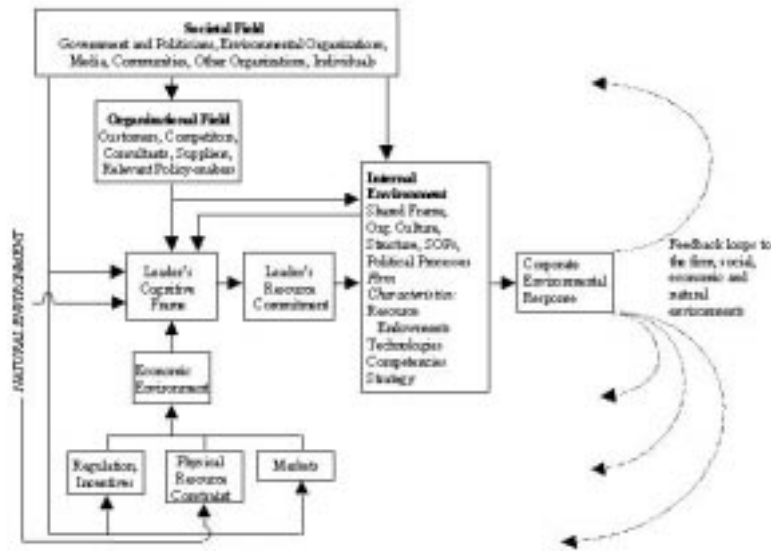 Societal Field
Government and Politicians, Environmental Organizations,
Media, Communities, Other Organizations, Individuals
Organizational Field
Customers, Competitors,
Consultants, Suppliers,
Relevant Policy-makers
Internal
Environment
Shared Frame,
Org. Culture,
Structure, SOPs,
Political Processes
Firm
Characteristics:
Resource
Endowments
Technologies
Competencies
Strategy
NATURAL ENVIRONMENT
Leader's
Cognitive
Frame
Leader's
Resource
Commitment
Corporate
Environmental
Response
Feedback loops to
the firm, social,
economic and
natural
environments
Economic
Environment
Regulation,
Incentives
Physical
Resource
Constraint
Markets